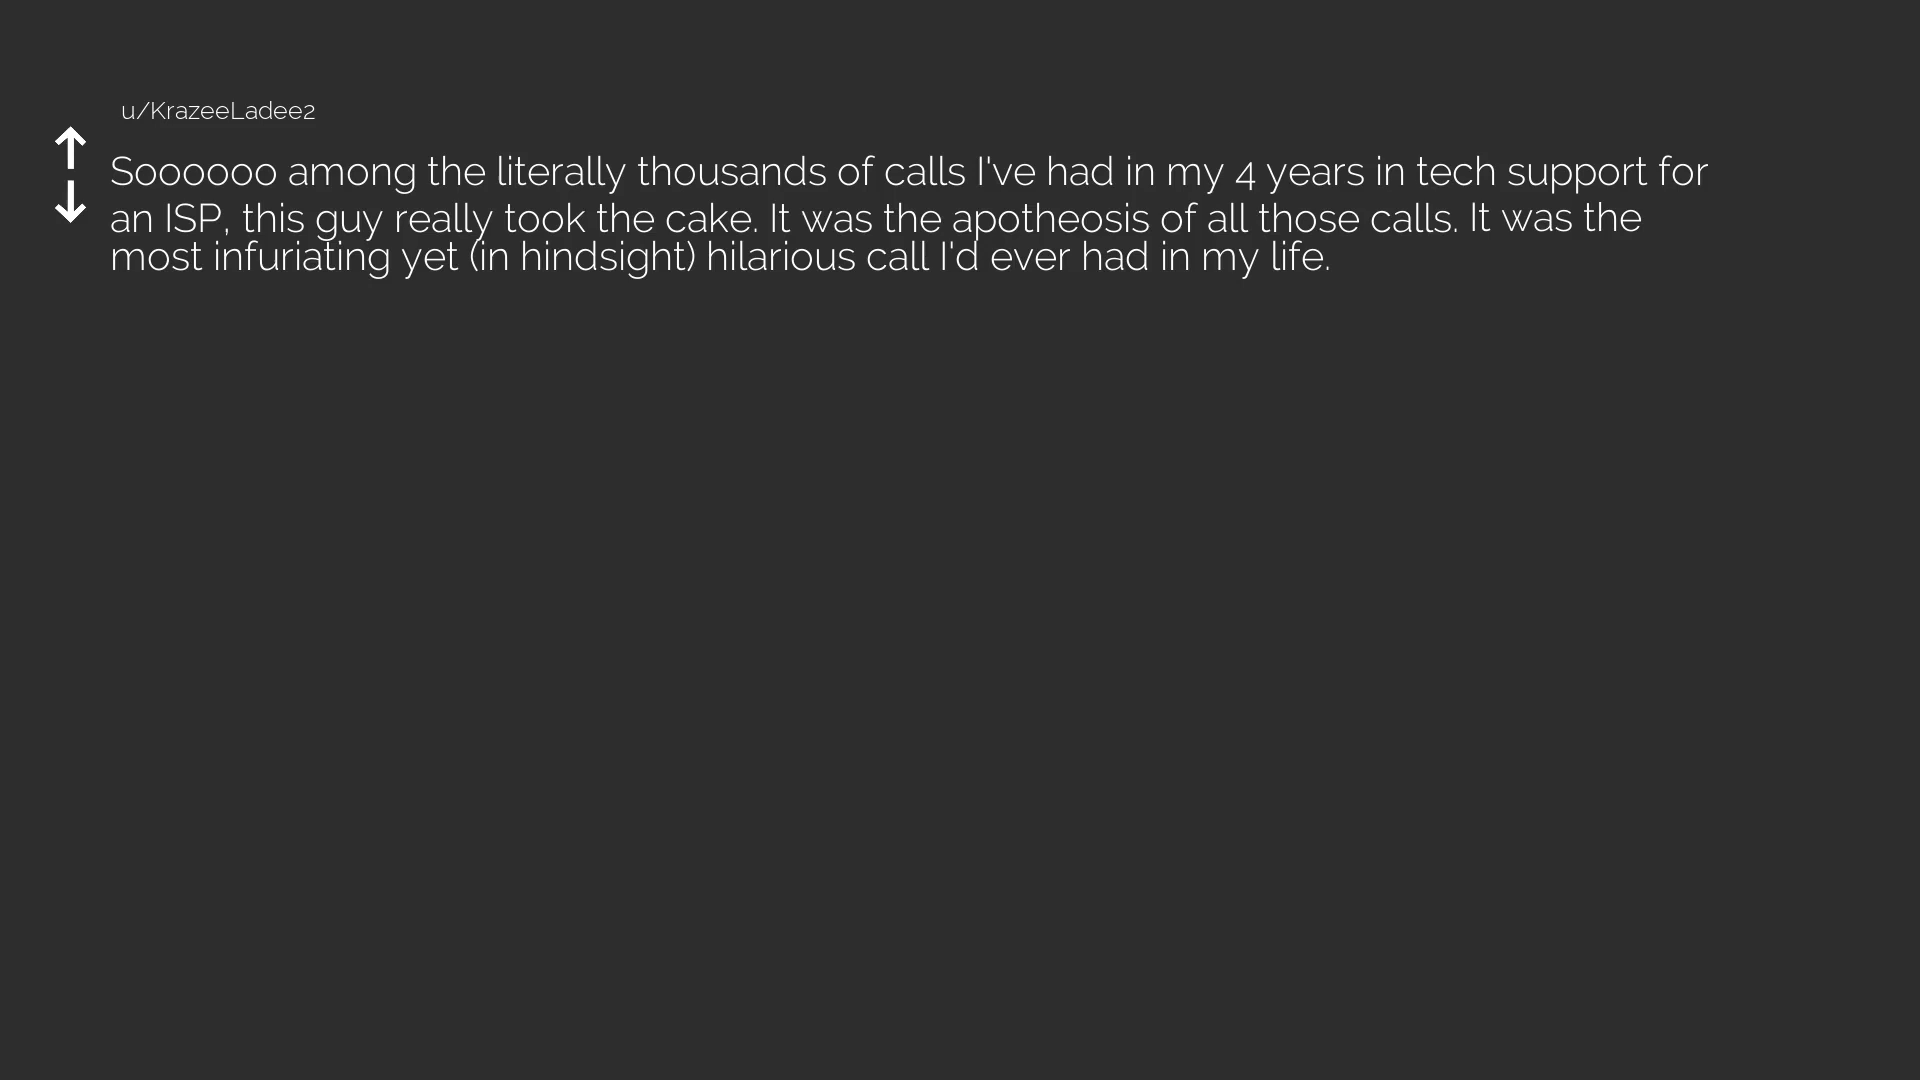 u/KrazeeLadee2
Soooooo among the literally thousands of calls I've had in my 4 years in tech support for
an ISP, this guy really took the cake. It was the apotheosis of all those calls. It was the
most infuriating yet (in hindsight) hilarious call I'd ever had in my life.